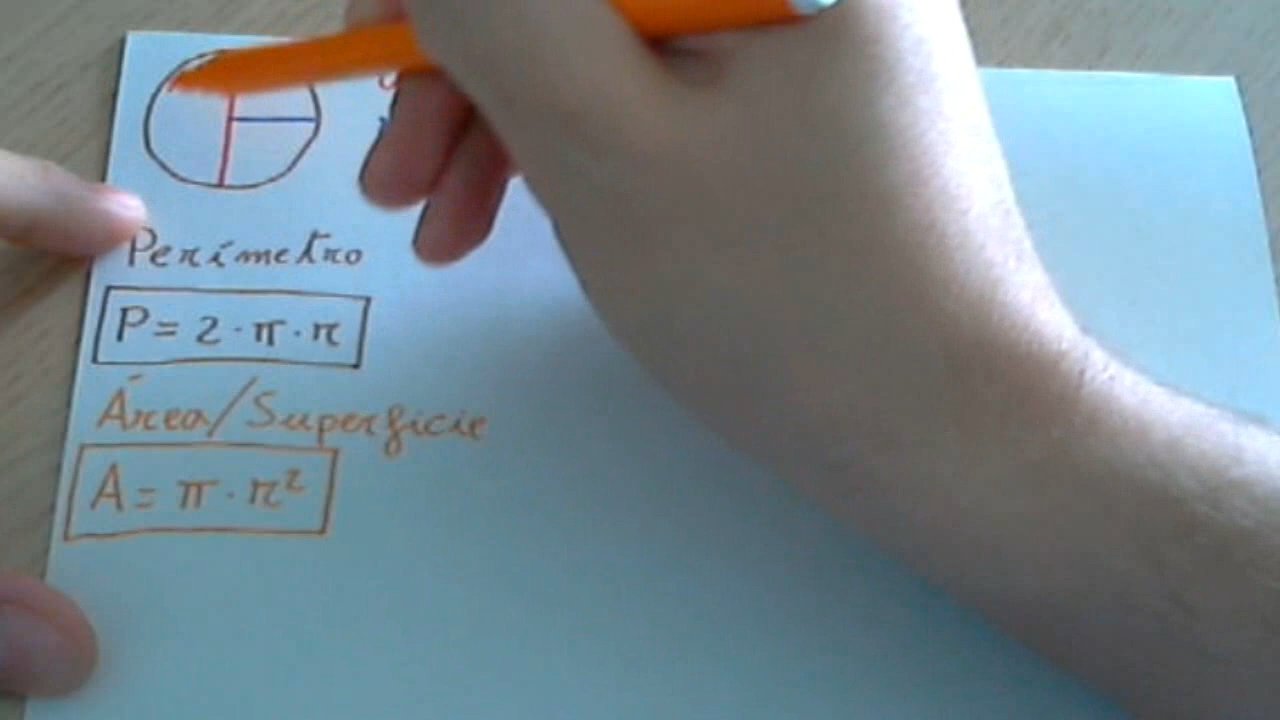 Perímetro
P = 2 · π · r
Área/Superficie
A = π · r²